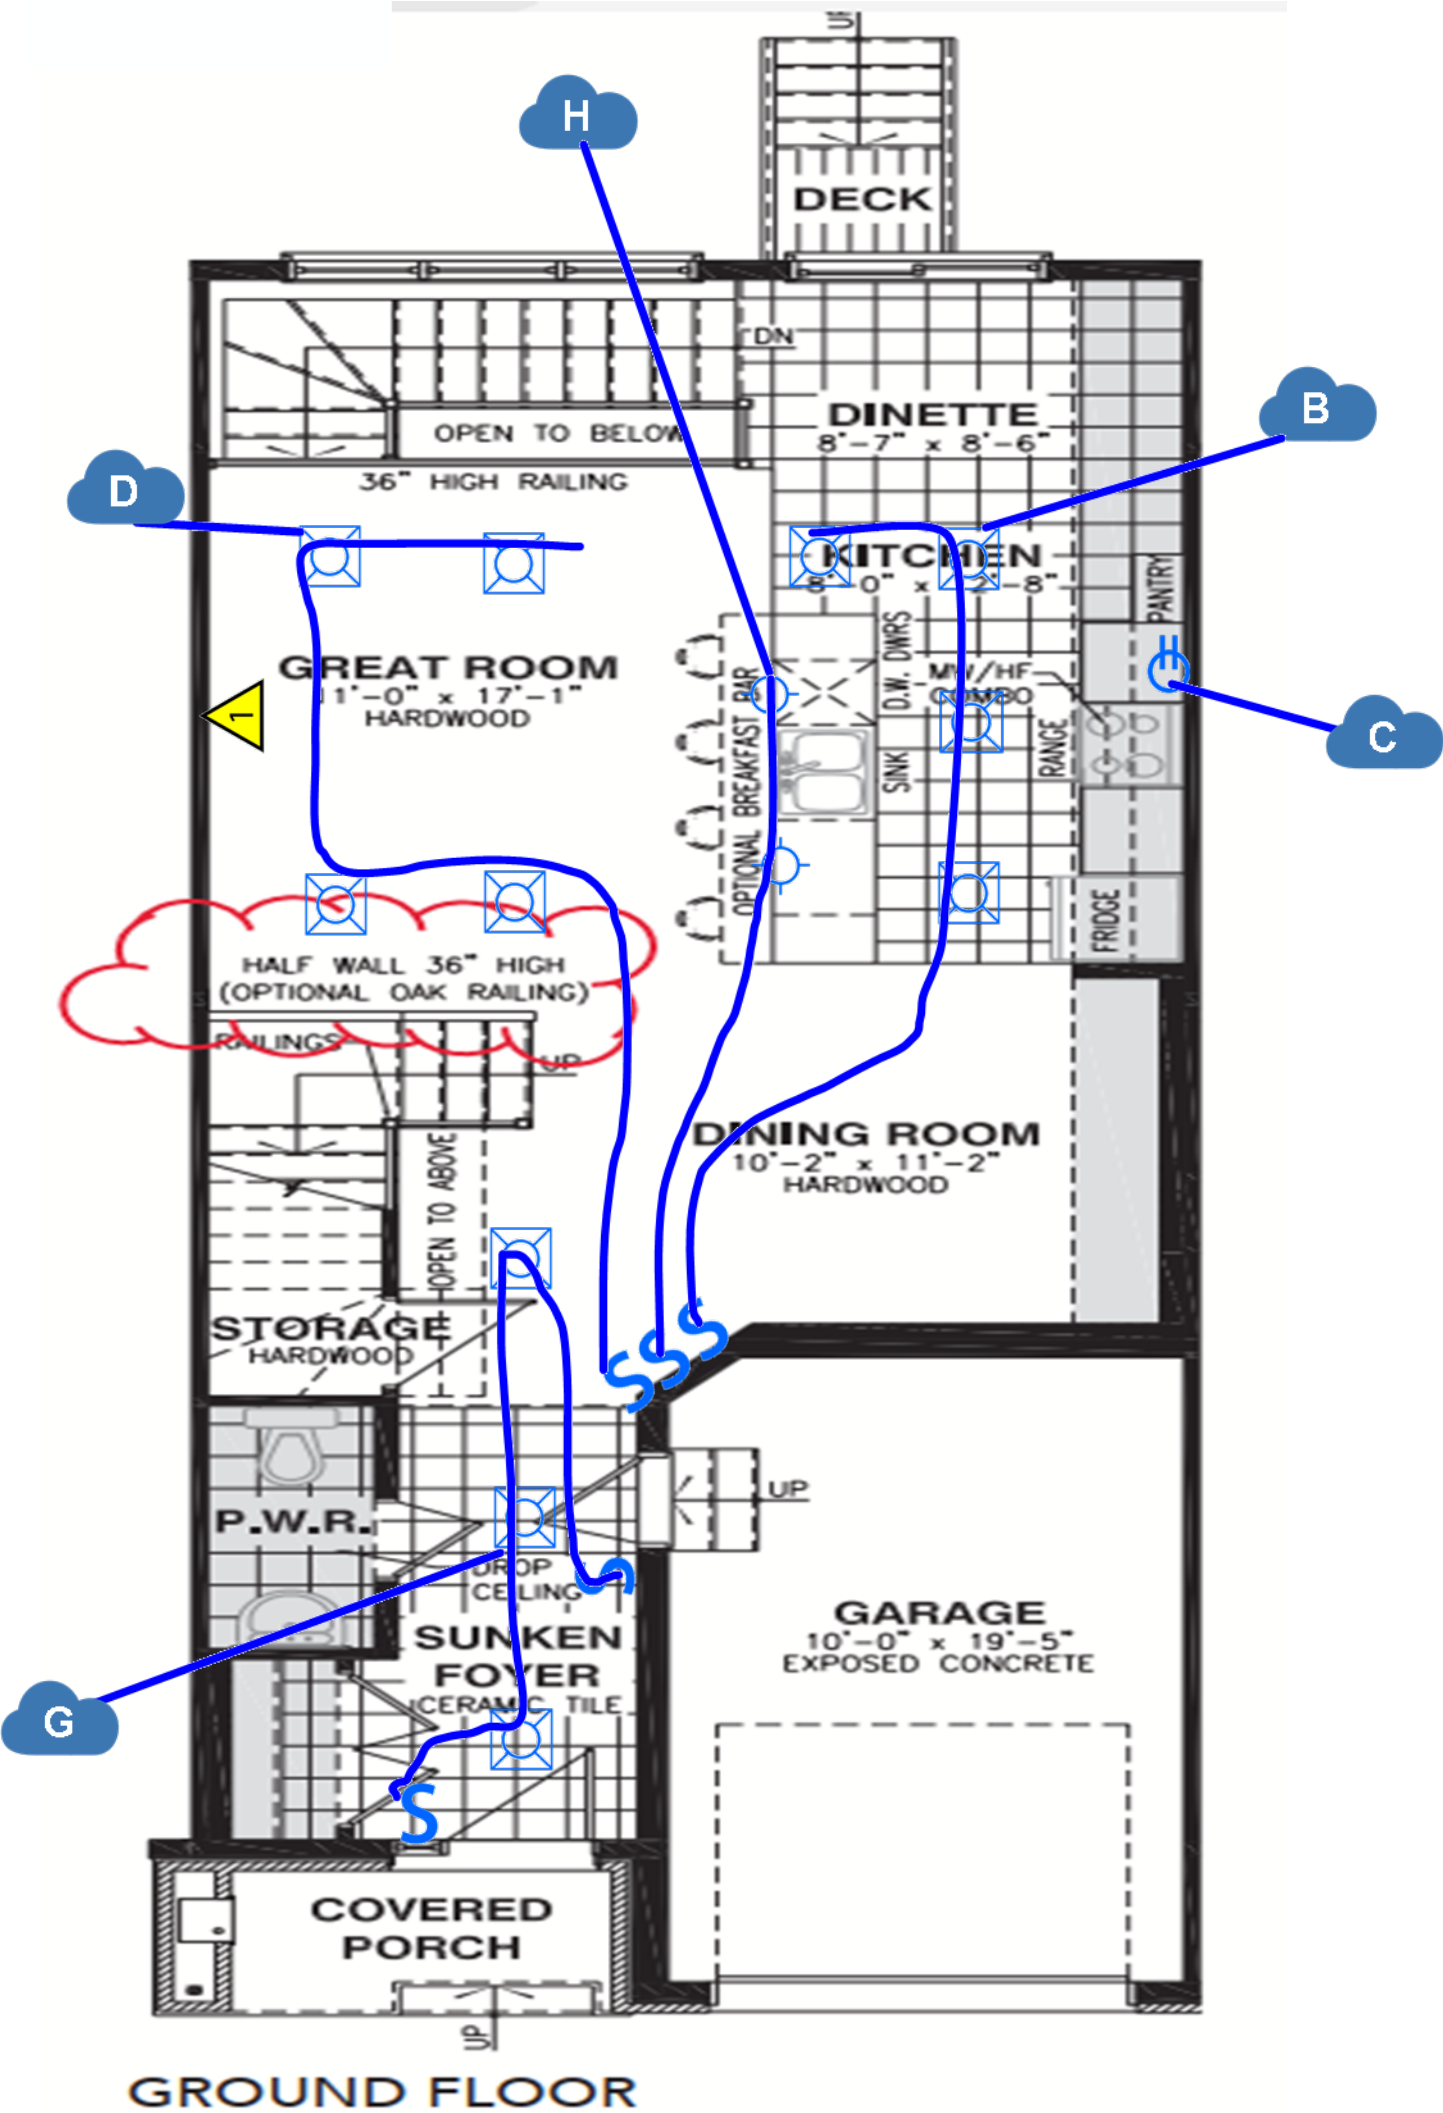 UP
H
DECK
DN
B
DINETTE
8'-7" x 8'-6"
OPEN TO BELOW
36" HIGH RAILING
D
KITCHEN
8'-0" x 12'-8"
PANTRY
GREAT ROOM
11'-0" x 17'-1"
HARDWOOD
1
D.W. DWRS
MW/HF
COMBO
C
OPTIONAL BREAKFAST BAR
SINK
RANGE
FRIDGE
HALF WALL 36" HIGH
(OPTIONAL OAK RAILING)
RAILINGS
UP
DINING ROOM
10'-2" x 11'-2"
HARDWOOD
OPEN TO ABOVE
STORAGE
HARDWOOD
S S S
UP
P.W.R.
DROP
CEILING
S
GARAGE
10'-0" x 19'-5"
EXPOSED CONCRETE
SUNKEN
FOYER
CERAMIC TILE
G
S
COVERED
PORCH
UP
GROUND FLOOR